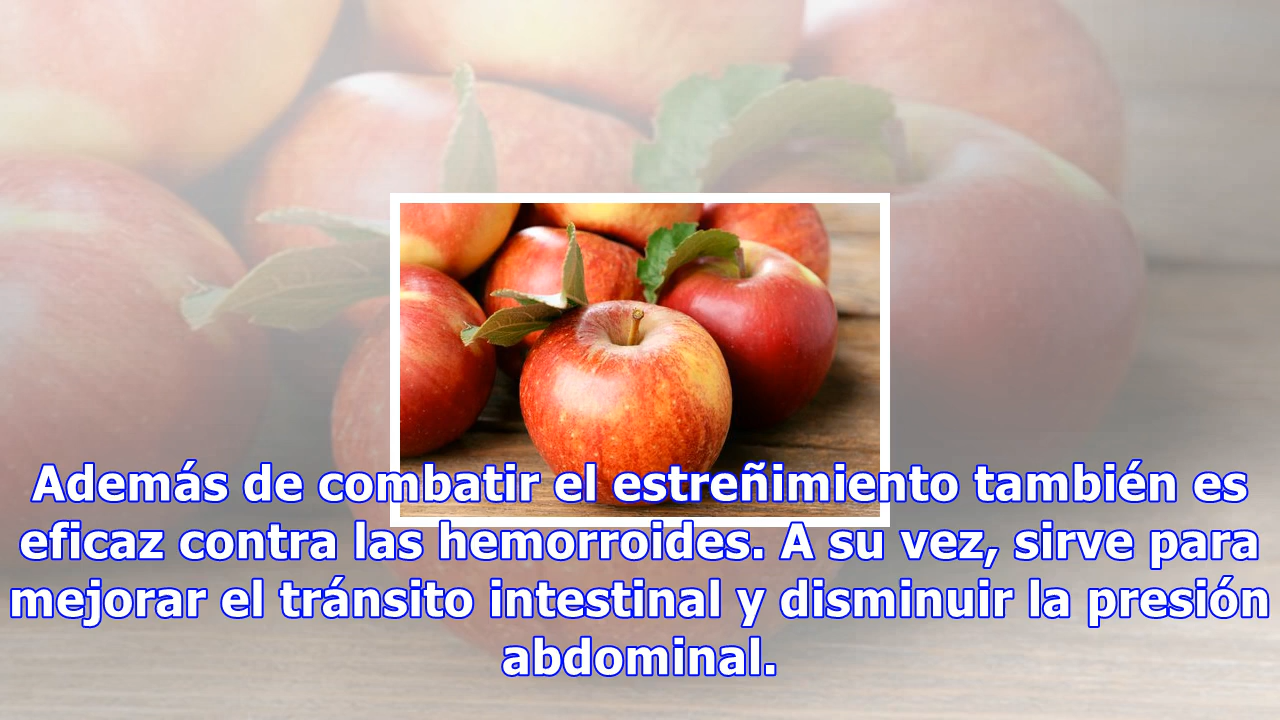 Además de combatir el estreñimiento también es
eficaz contra las hemorroides. A su vez, sirve para
mejorar el tránsito intestinal y disminuir la presión
abdominal.